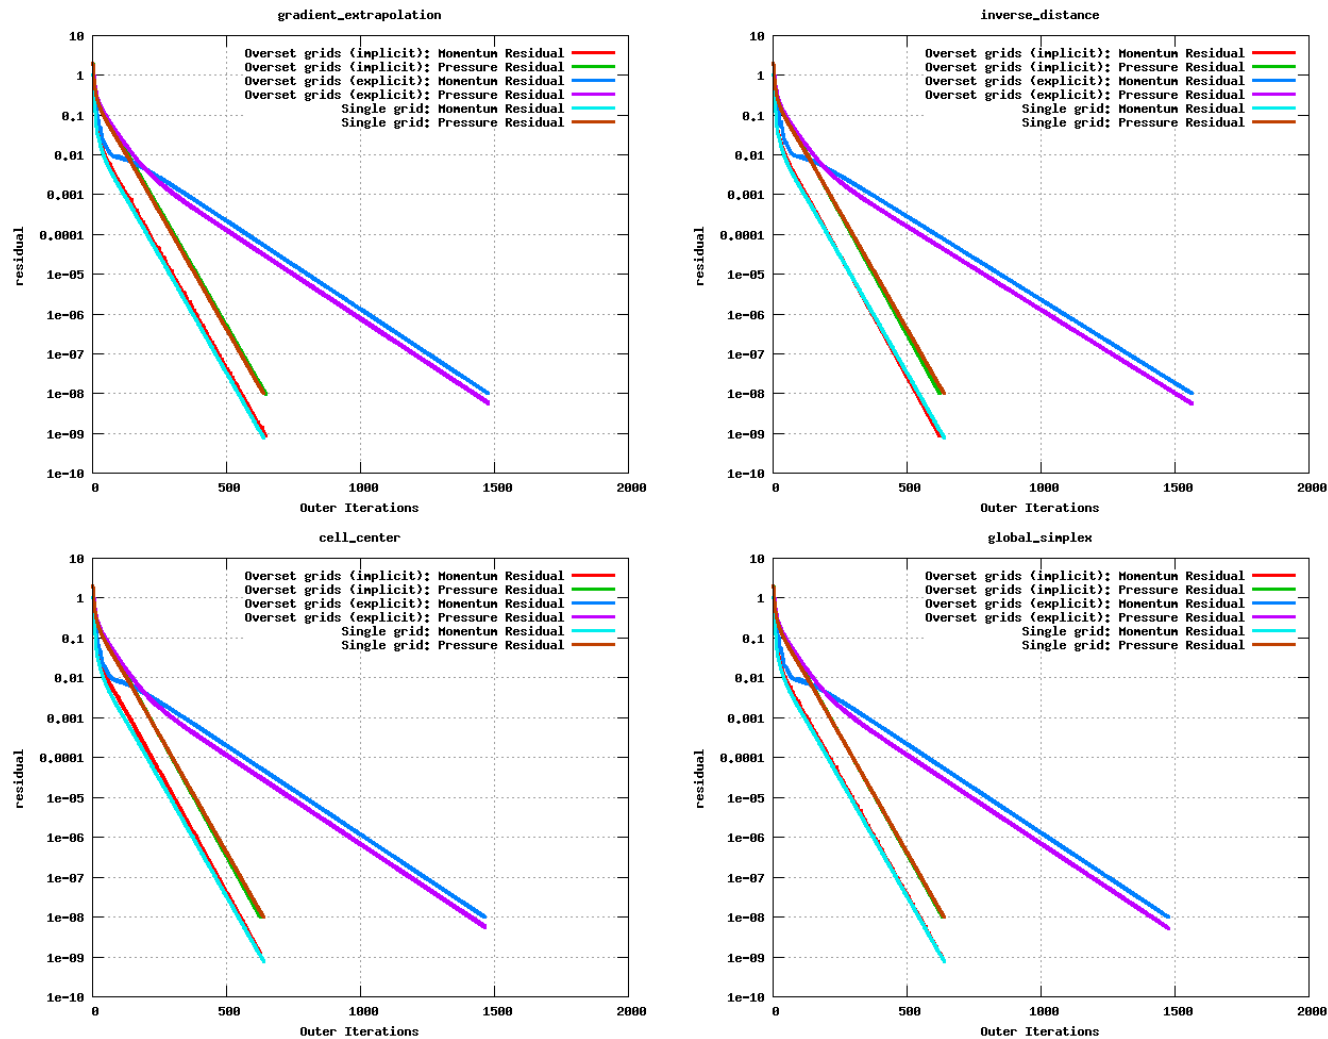 gradient_extrapolation
10
1
0.1
0.01
0.001
0.0001
1e-05
1e-06
1e-07
1e-08
1e-09
1e-10
residual
Overset grids (implicit): Momentum Residual
Overset grids (implicit): Pressure Residual
Overset grids (explicit): Momentum Residual
Overset grids (explicit): Pressure Residual
Single grid: Momentum Residual
Single grid: Pressure Residual
0 500 1000 1500 2000
Outer Iterations
inverse_distance
10
1
0.1
0.01
0.001
0.0001
1e-05
1e-06
1e-07
1e-08
1e-09
1e-10
residual
Overset grids (implicit): Momentum Residual
Overset grids (implicit): Pressure Residual
Overset grids (explicit): Momentum Residual
Overset grids (explicit): Pressure Residual
Single grid: Momentum Residual
Single grid: Pressure Residual
0 500 1000 1500 2000
Outer Iterations
cell_center
10
1
0.1
0.01
0.001
0.0001
1e-05
1e-06
1e-07
1e-08
1e-09
1e-10
residual
Overset grids (implicit): Momentum Residual
Overset grids (implicit): Pressure Residual
Overset grids (explicit): Momentum Residual
Overset grids (explicit): Pressure Residual
Single grid: Momentum Residual
Single grid: Pressure Residual
0 500 1000 1500 2000
Outer Iterations
global_simplex
10
1
0.1
0.01
0.001
0.0001
1e-05
1e-06
1e-07
1e-08
1e-09
1e-10
residual
Overset grids (implicit): Momentum Residual
Overset grids (implicit): Pressure Residual
Overset grids (explicit): Momentum Residual
Overset grids (explicit): Pressure Residual
Single grid: Momentum Residual
Single grid: Pressure Residual
0 500 1000 1500 2000
Outer Iterations